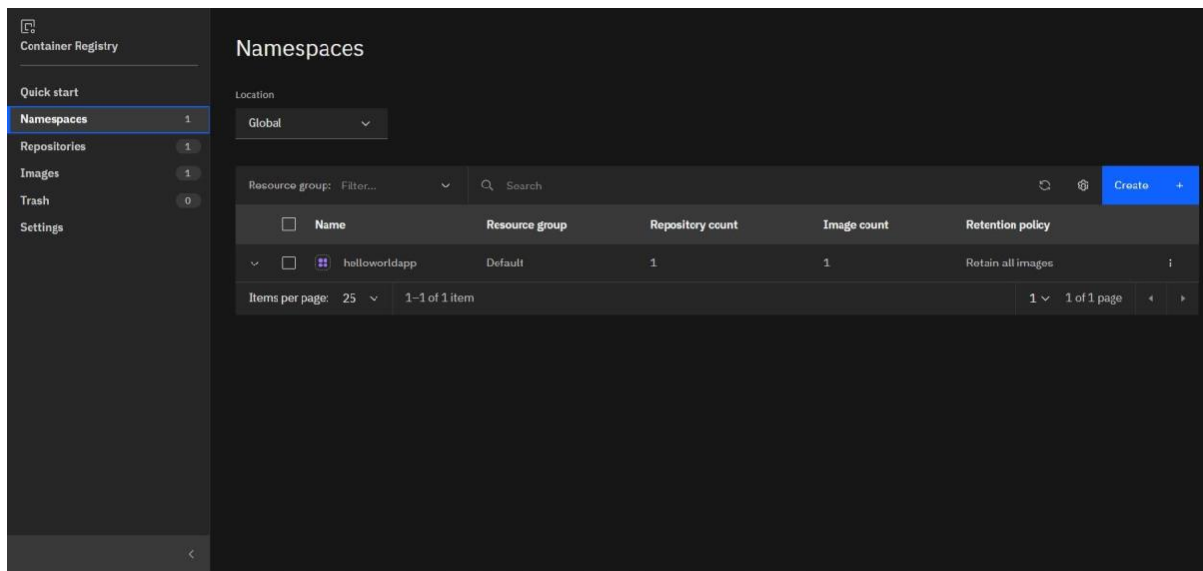 Container Registry
Quick start
Namespaces 1
Repositories 1
Images 1
Trash 0
Settings
Namespaces
Location
Global
Resource group: Filter... Search Create +
Name Resource group Repository count Image count Retention policy
helloworldapp Default 1 1 Retain all images
Items per page: 25 1–1 of 1 item 1 1 of 1 page